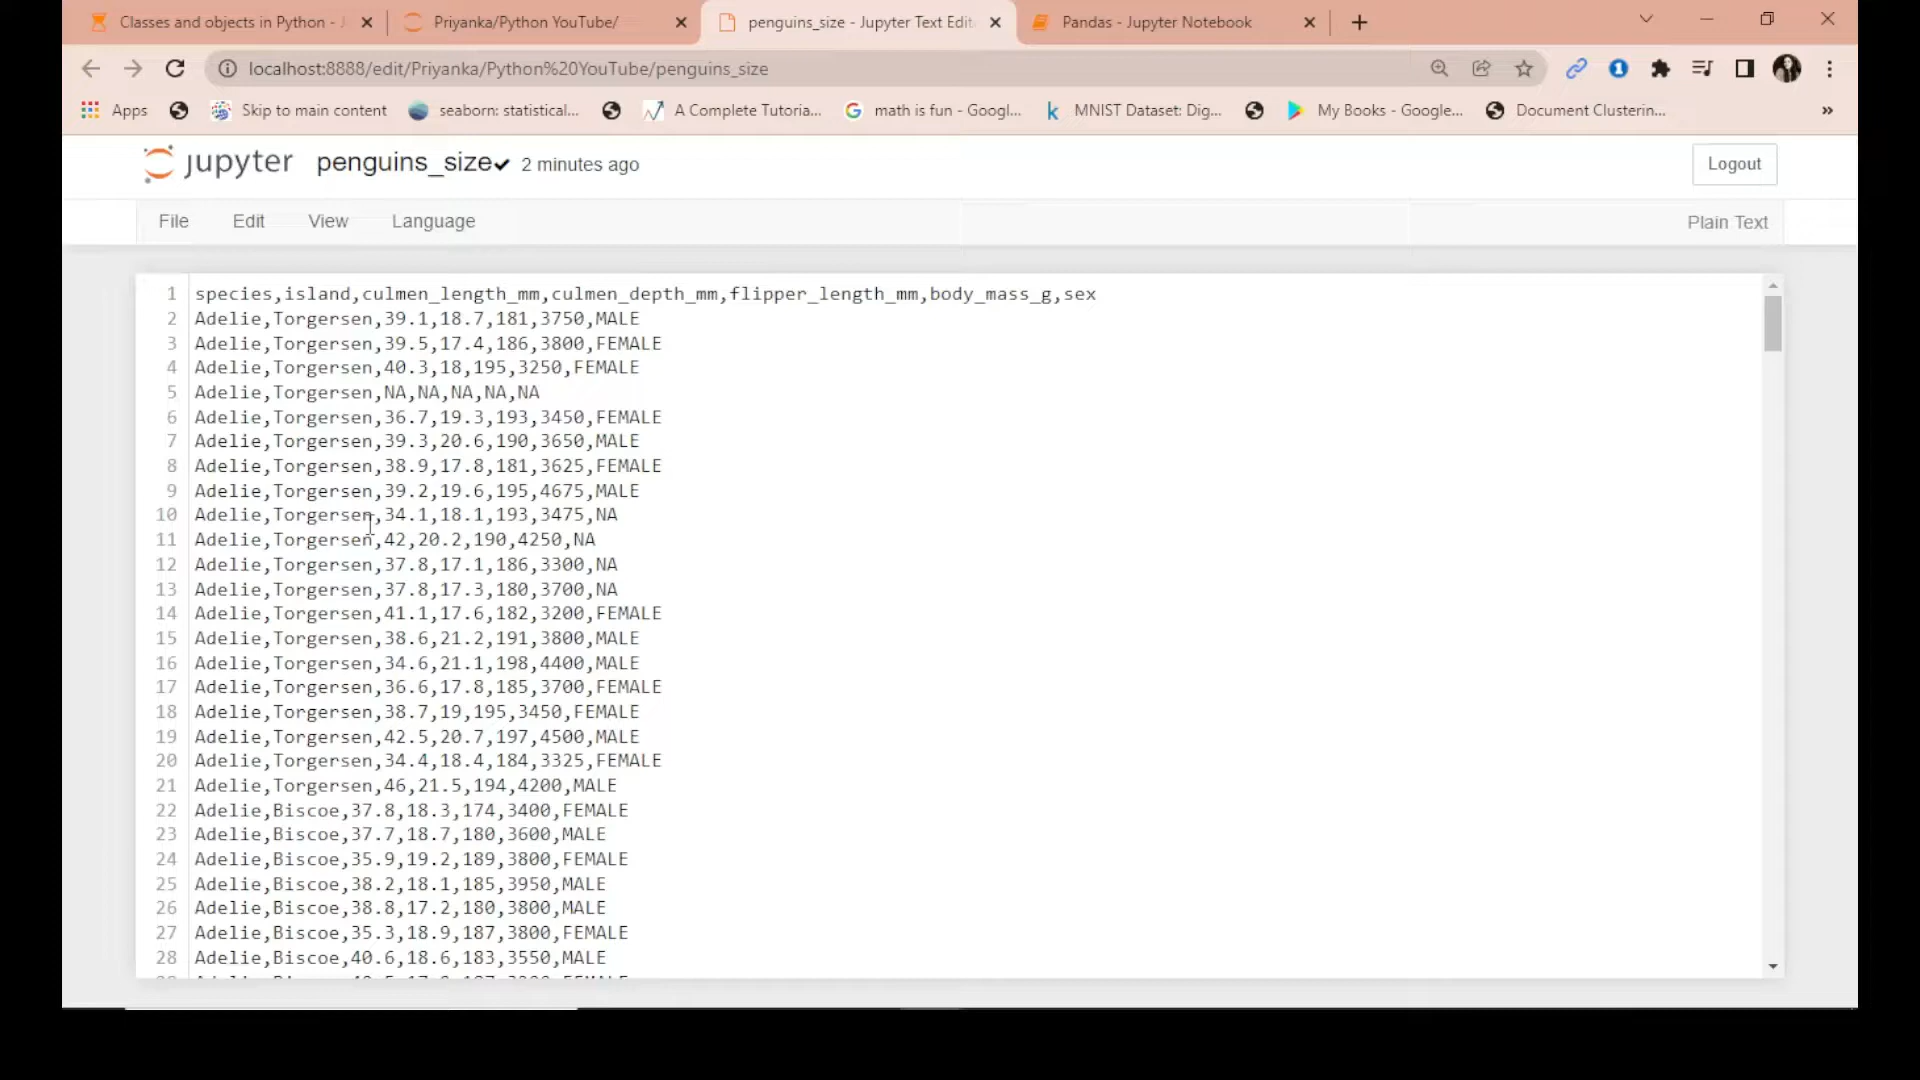 Classes and objects in Python - J
Priyanka/Python YouTube/
penguins_size - Jupyter Text Edit
Pandas - Jupyter Notebook
localhost:8888/edit/Priyanka/Python%20YouTube/penguins_size
Apps
Skip to main content
seaborn: statistical...
A Complete Tutoria...
math is fun - Googl...
MNIST Dataset: Dig...
My Books - Google...
Document Clusterin...
»
jupyter penguins_size 2 minutes ago
Logout
File Edit View Language
Plain Text
1 species,island,culmen_length_mm,culmen_depth_mm,flipper_length_mm,body_mass_g,sex
2 Adelie,Torgersen,39.1,18.7,181,3750,MALE
3 Adelie,Torgersen,39.5,17.4,186,3800,FEMALE
4 Adelie,Torgersen,40.3,18,195,3250,FEMALE
5 Adelie,Torgersen,NA,NA,NA,NA,NA
6 Adelie,Torgersen,36.7,19.3,193,3450,FEMALE
7 Adelie,Torgersen,39.3,20.6,190,3650,MALE
8 Adelie,Torgersen,38.9,17.8,181,3625,FEMALE
9 Adelie,Torgersen,39.2,19.6,195,4675,MALE
10 Adelie,Torgersen,34.1,18.1,193,3475,NA
11 Adelie,Torgersen,42,20.2,190,4250,NA
12 Adelie,Torgersen,37.8,17.1,186,3300,NA
13 Adelie,Torgersen,37.8,17.3,180,3700,NA
14 Adelie,Torgersen,41.1,17.6,182,3200,FEMALE
15 Adelie,Torgersen,38.6,21.2,191,3800,MALE
16 Adelie,Torgersen,34.6,21.1,198,4400,MALE
17 Adelie,Torgersen,36.6,17.8,185,3700,FEMALE
18 Adelie,Torgersen,38.7,19,195,3450,FEMALE
19 Adelie,Torgersen,42.5,20.7,197,4500,MALE
20 Adelie,Torgersen,34.4,18.4,184,3325,FEMALE
21 Adelie,Torgersen,46,21.5,194,4200,MALE
22 Adelie,Biscoe,37.8,18.3,174,3400,FEMALE
23 Adelie,Biscoe,37.7,18.7,180,3600,MALE
24 Adelie,Biscoe,35.9,19.2,189,3800,FEMALE
25 Adelie,Biscoe,38.2,18.1,185,3950,MALE
26 Adelie,Biscoe,38.8,17.2,180,3800,MALE
27 Adelie,Biscoe,35.3,18.9,187,3800,FEMALE
28 Adelie,Biscoe,40.6,18.6,183,3550,MALE